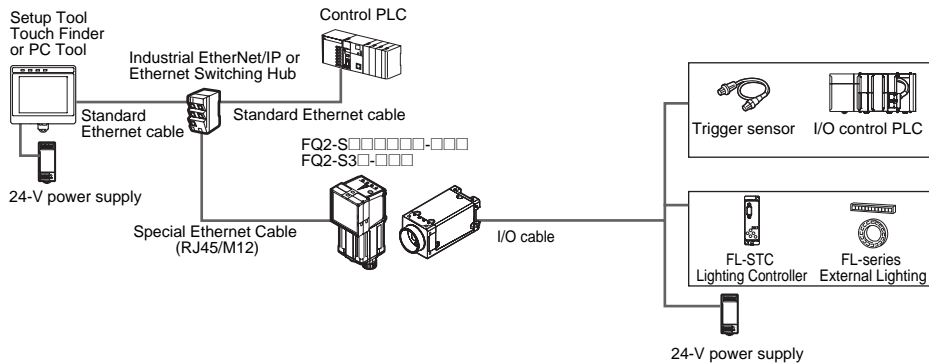 Setup Tool
Touch Finder
or PC Tool
Control PLC
Industrial EtherNet/IP or
Ethernet Switching Hub
Standard
Ethernet cable
Standard Ethernet cable
24-V power supply
FQ2-S□□□□□□-□□□
FQ2-S3□-□□□
Special Ethernet Cable
(RJ45/M12)
I/O cable
Trigger sensor
I/O control PLC
FL-STC
Lighting Controller
FL-series
External Lighting
24-V power supply